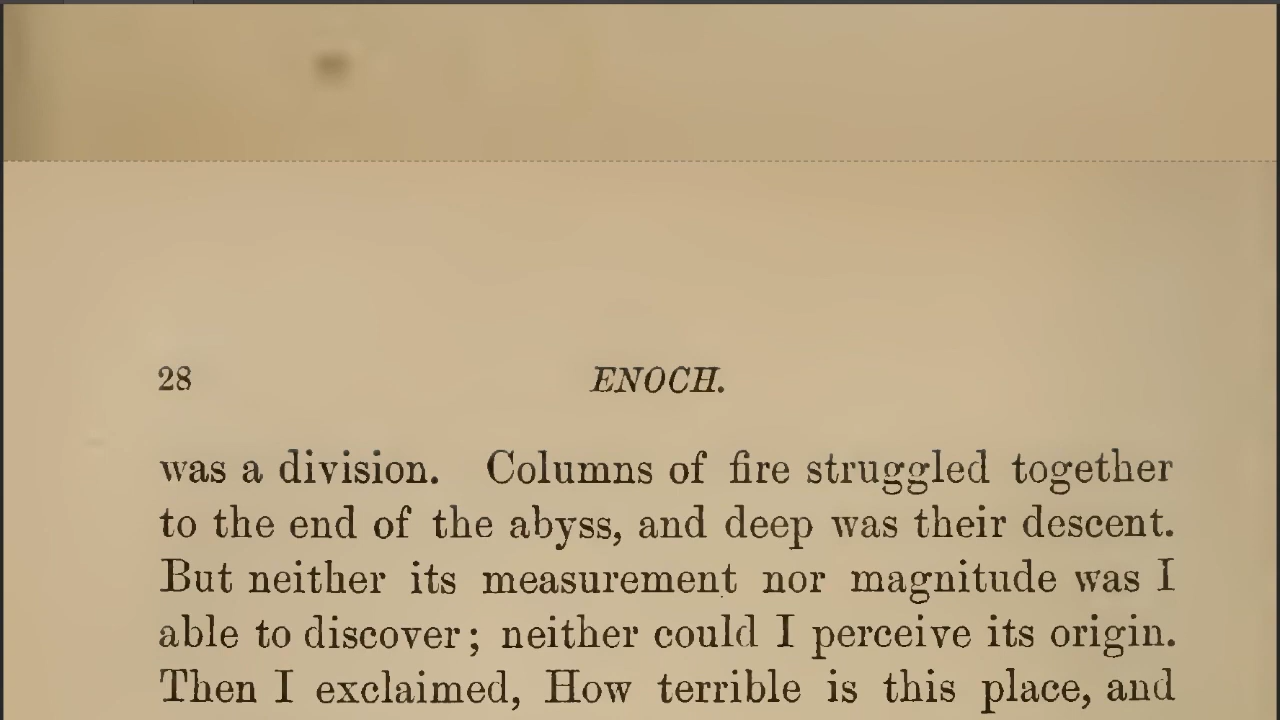 28 ENOCH.
was a division. Columns of fire struggled together
to the end of the abyss, and deep was their descent.
But neither its measurement nor magnitude was I
able to discover; neither could I perceive its origin.
Then I exclaimed, How terrible is this place, and